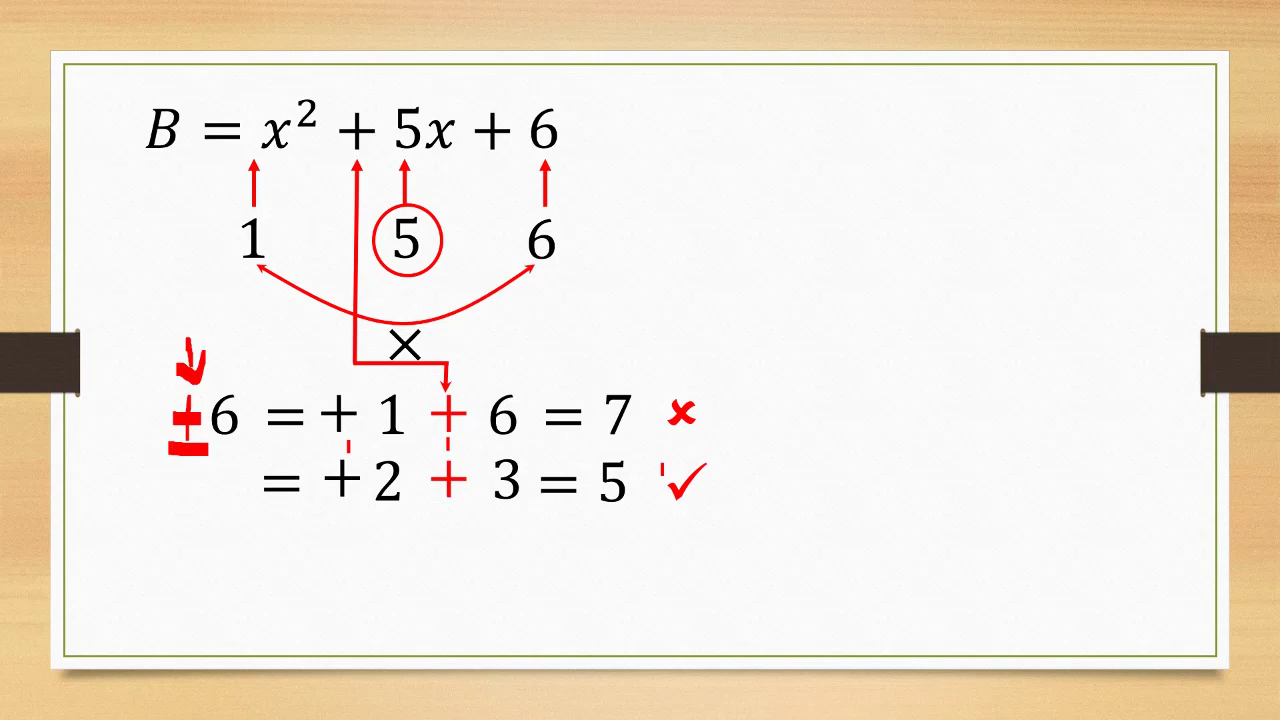 B = x² + 5x + 6
1 5 6
×
+6 = + 1 + 6 = 7 ✘
= + 2 + 3 = 5 ✓